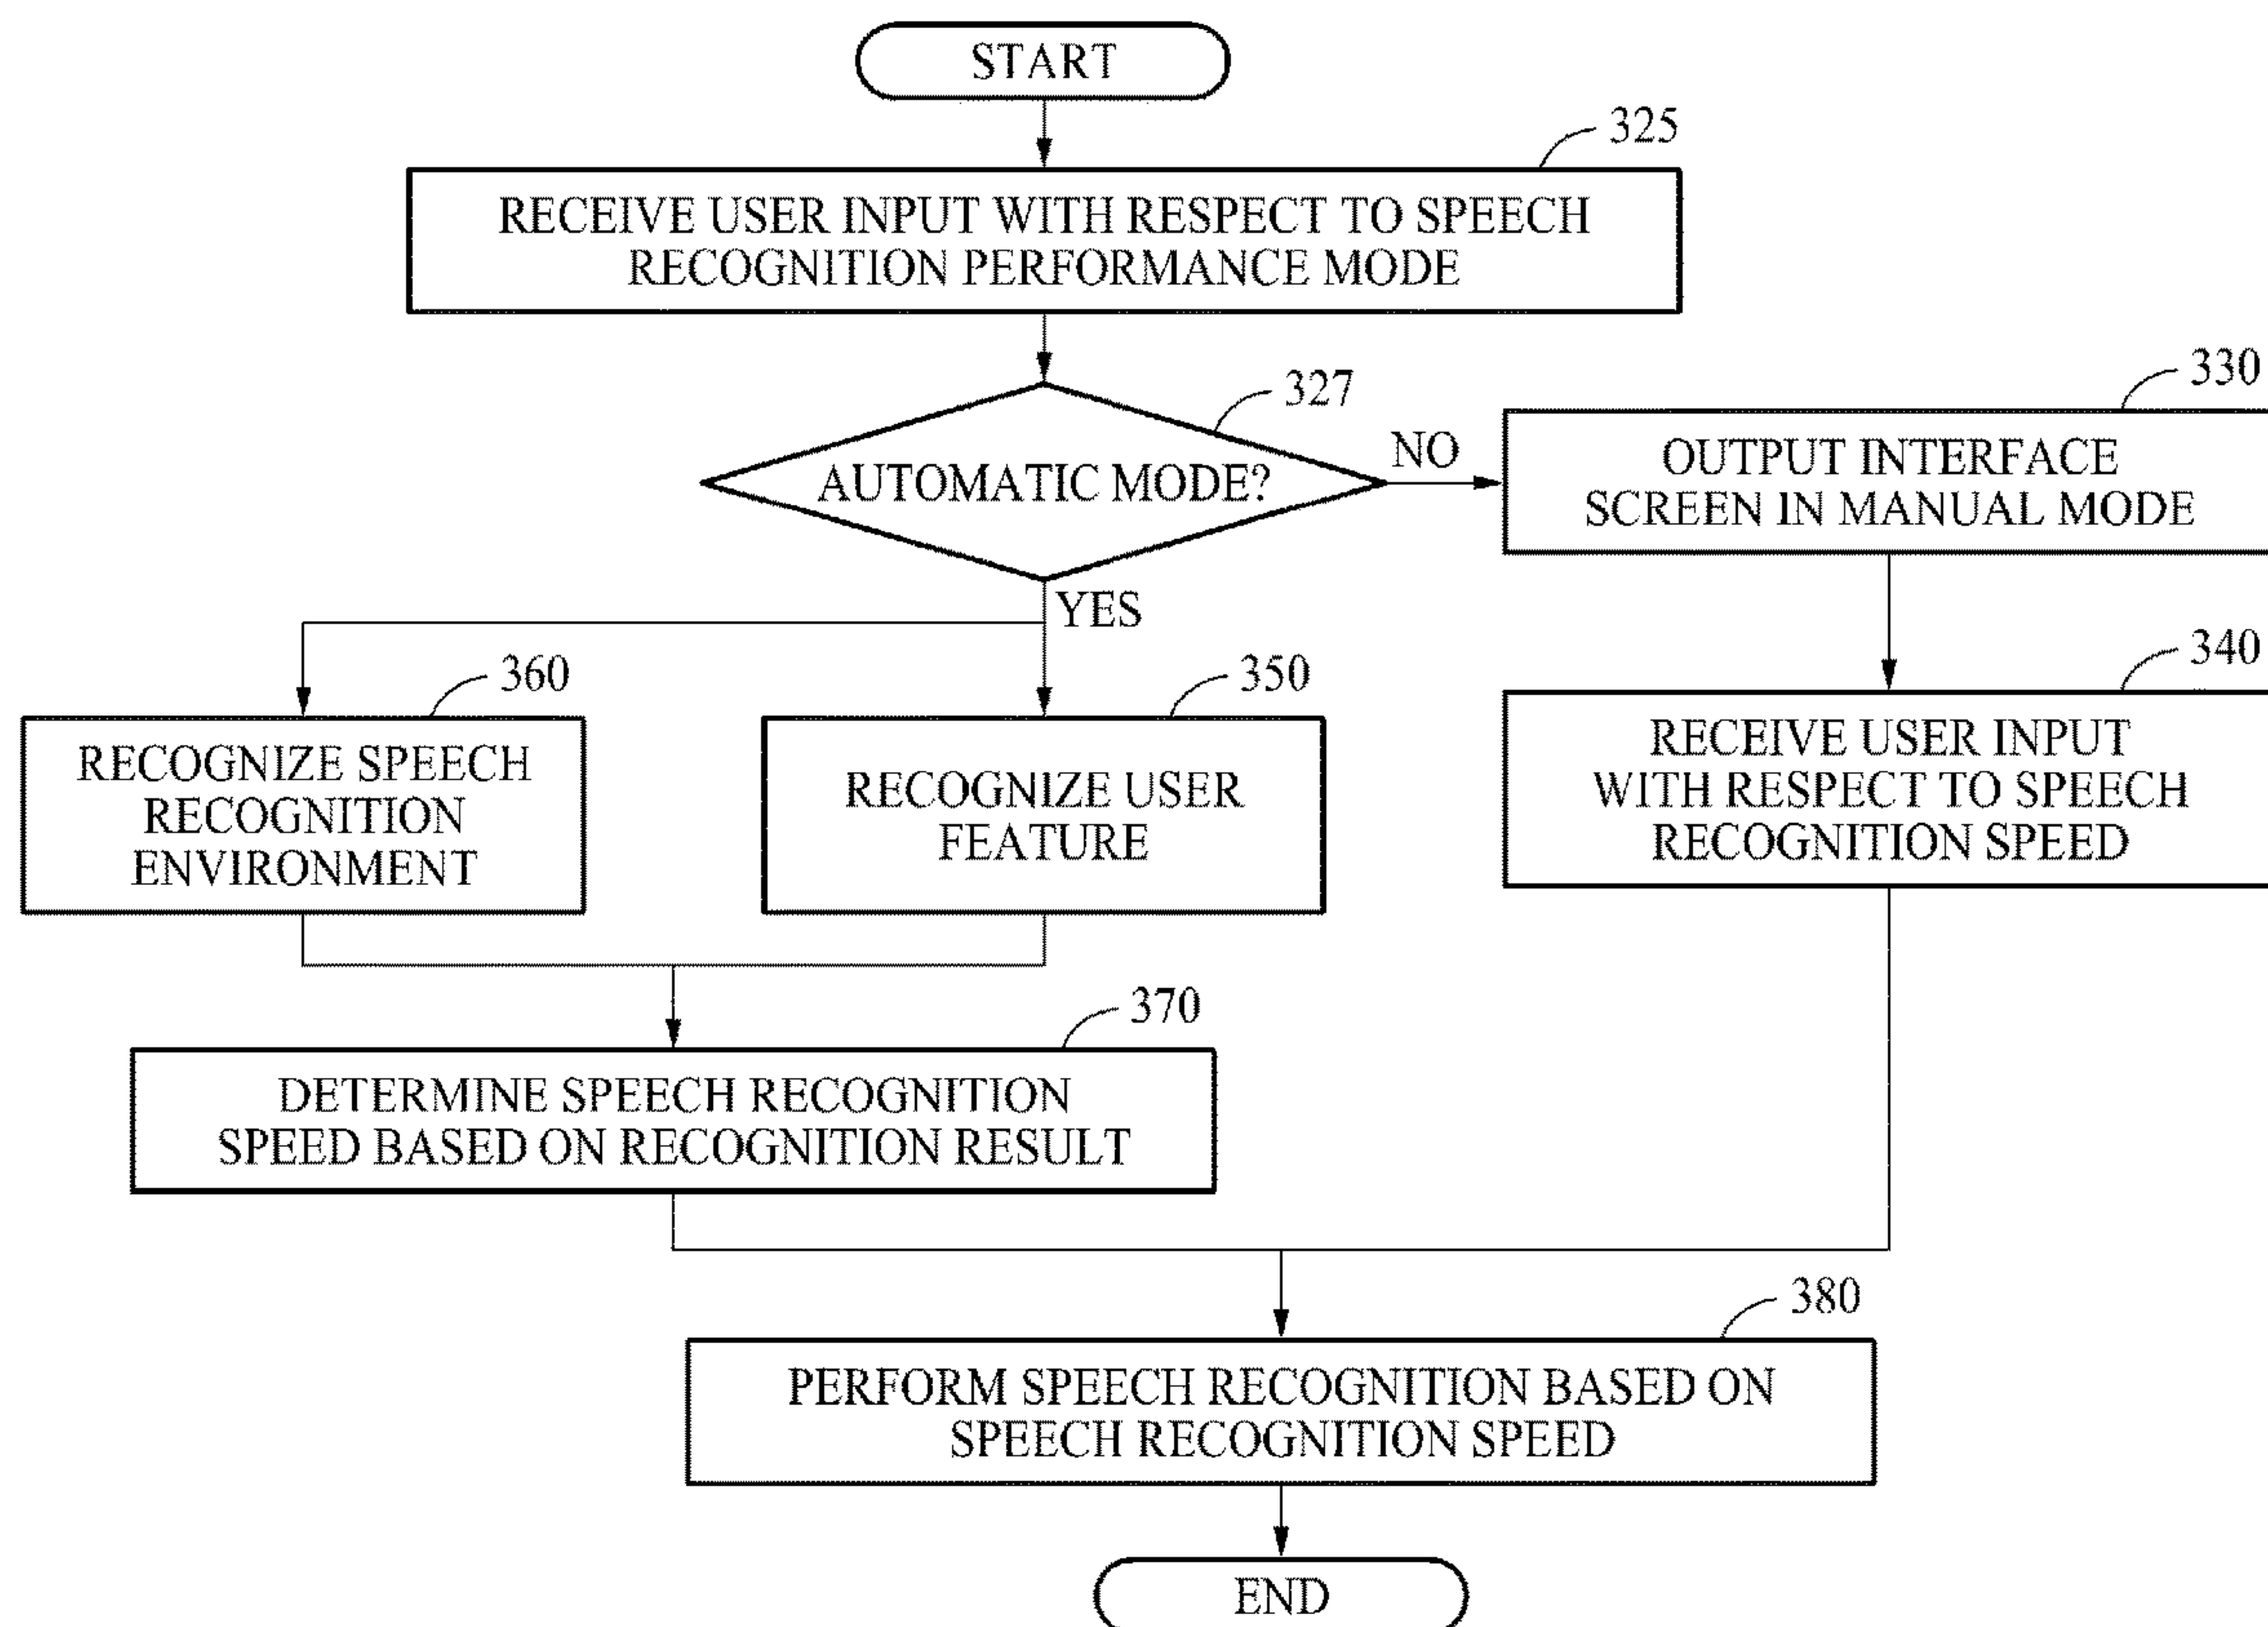 START
325
RECEIVE USER INPUT WITH RESPECT TO SPEECH
RECOGNITION PERFORMANCE MODE
327
AUTOMATIC MODE?
NO
330
OUTPUT INTERFACE
SCREEN IN MANUAL MODE
YES
360
RECOGNIZE SPEECH
RECOGNITION
ENVIRONMENT
350
RECOGNIZE USER
FEATURE
340
RECEIVE USER INPUT
WITH RESPECT TO SPEECH
RECOGNITION SPEED
370
DETERMINE SPEECH RECOGNITION
SPEED BASED ON RECOGNITION RESULT
380
PERFORM SPEECH RECOGNITION BASED ON
SPEECH RECOGNITION SPEED
END